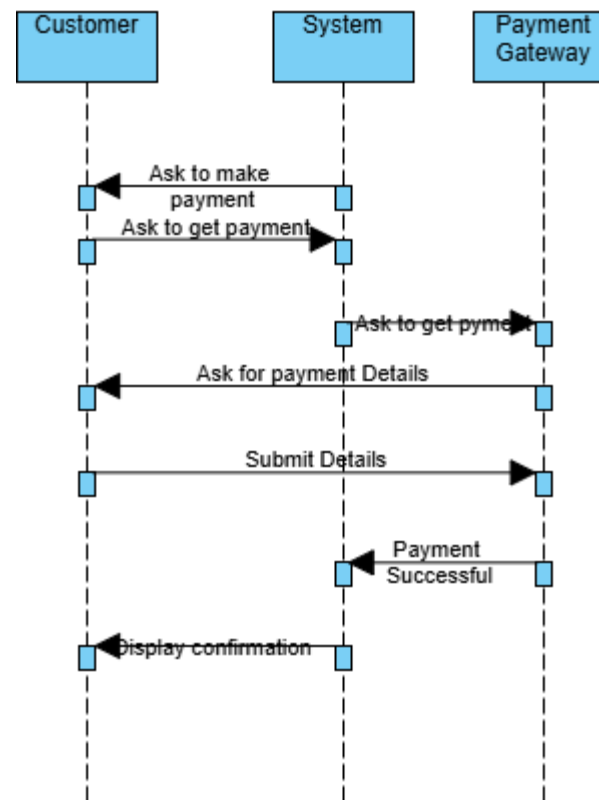 Customer
System
Payment
Gateway
Ask to make
payment
Ask to get payment
Ask to get pyment
Ask for payment Details
Submit Details
Payment
Successful
Display confirmation